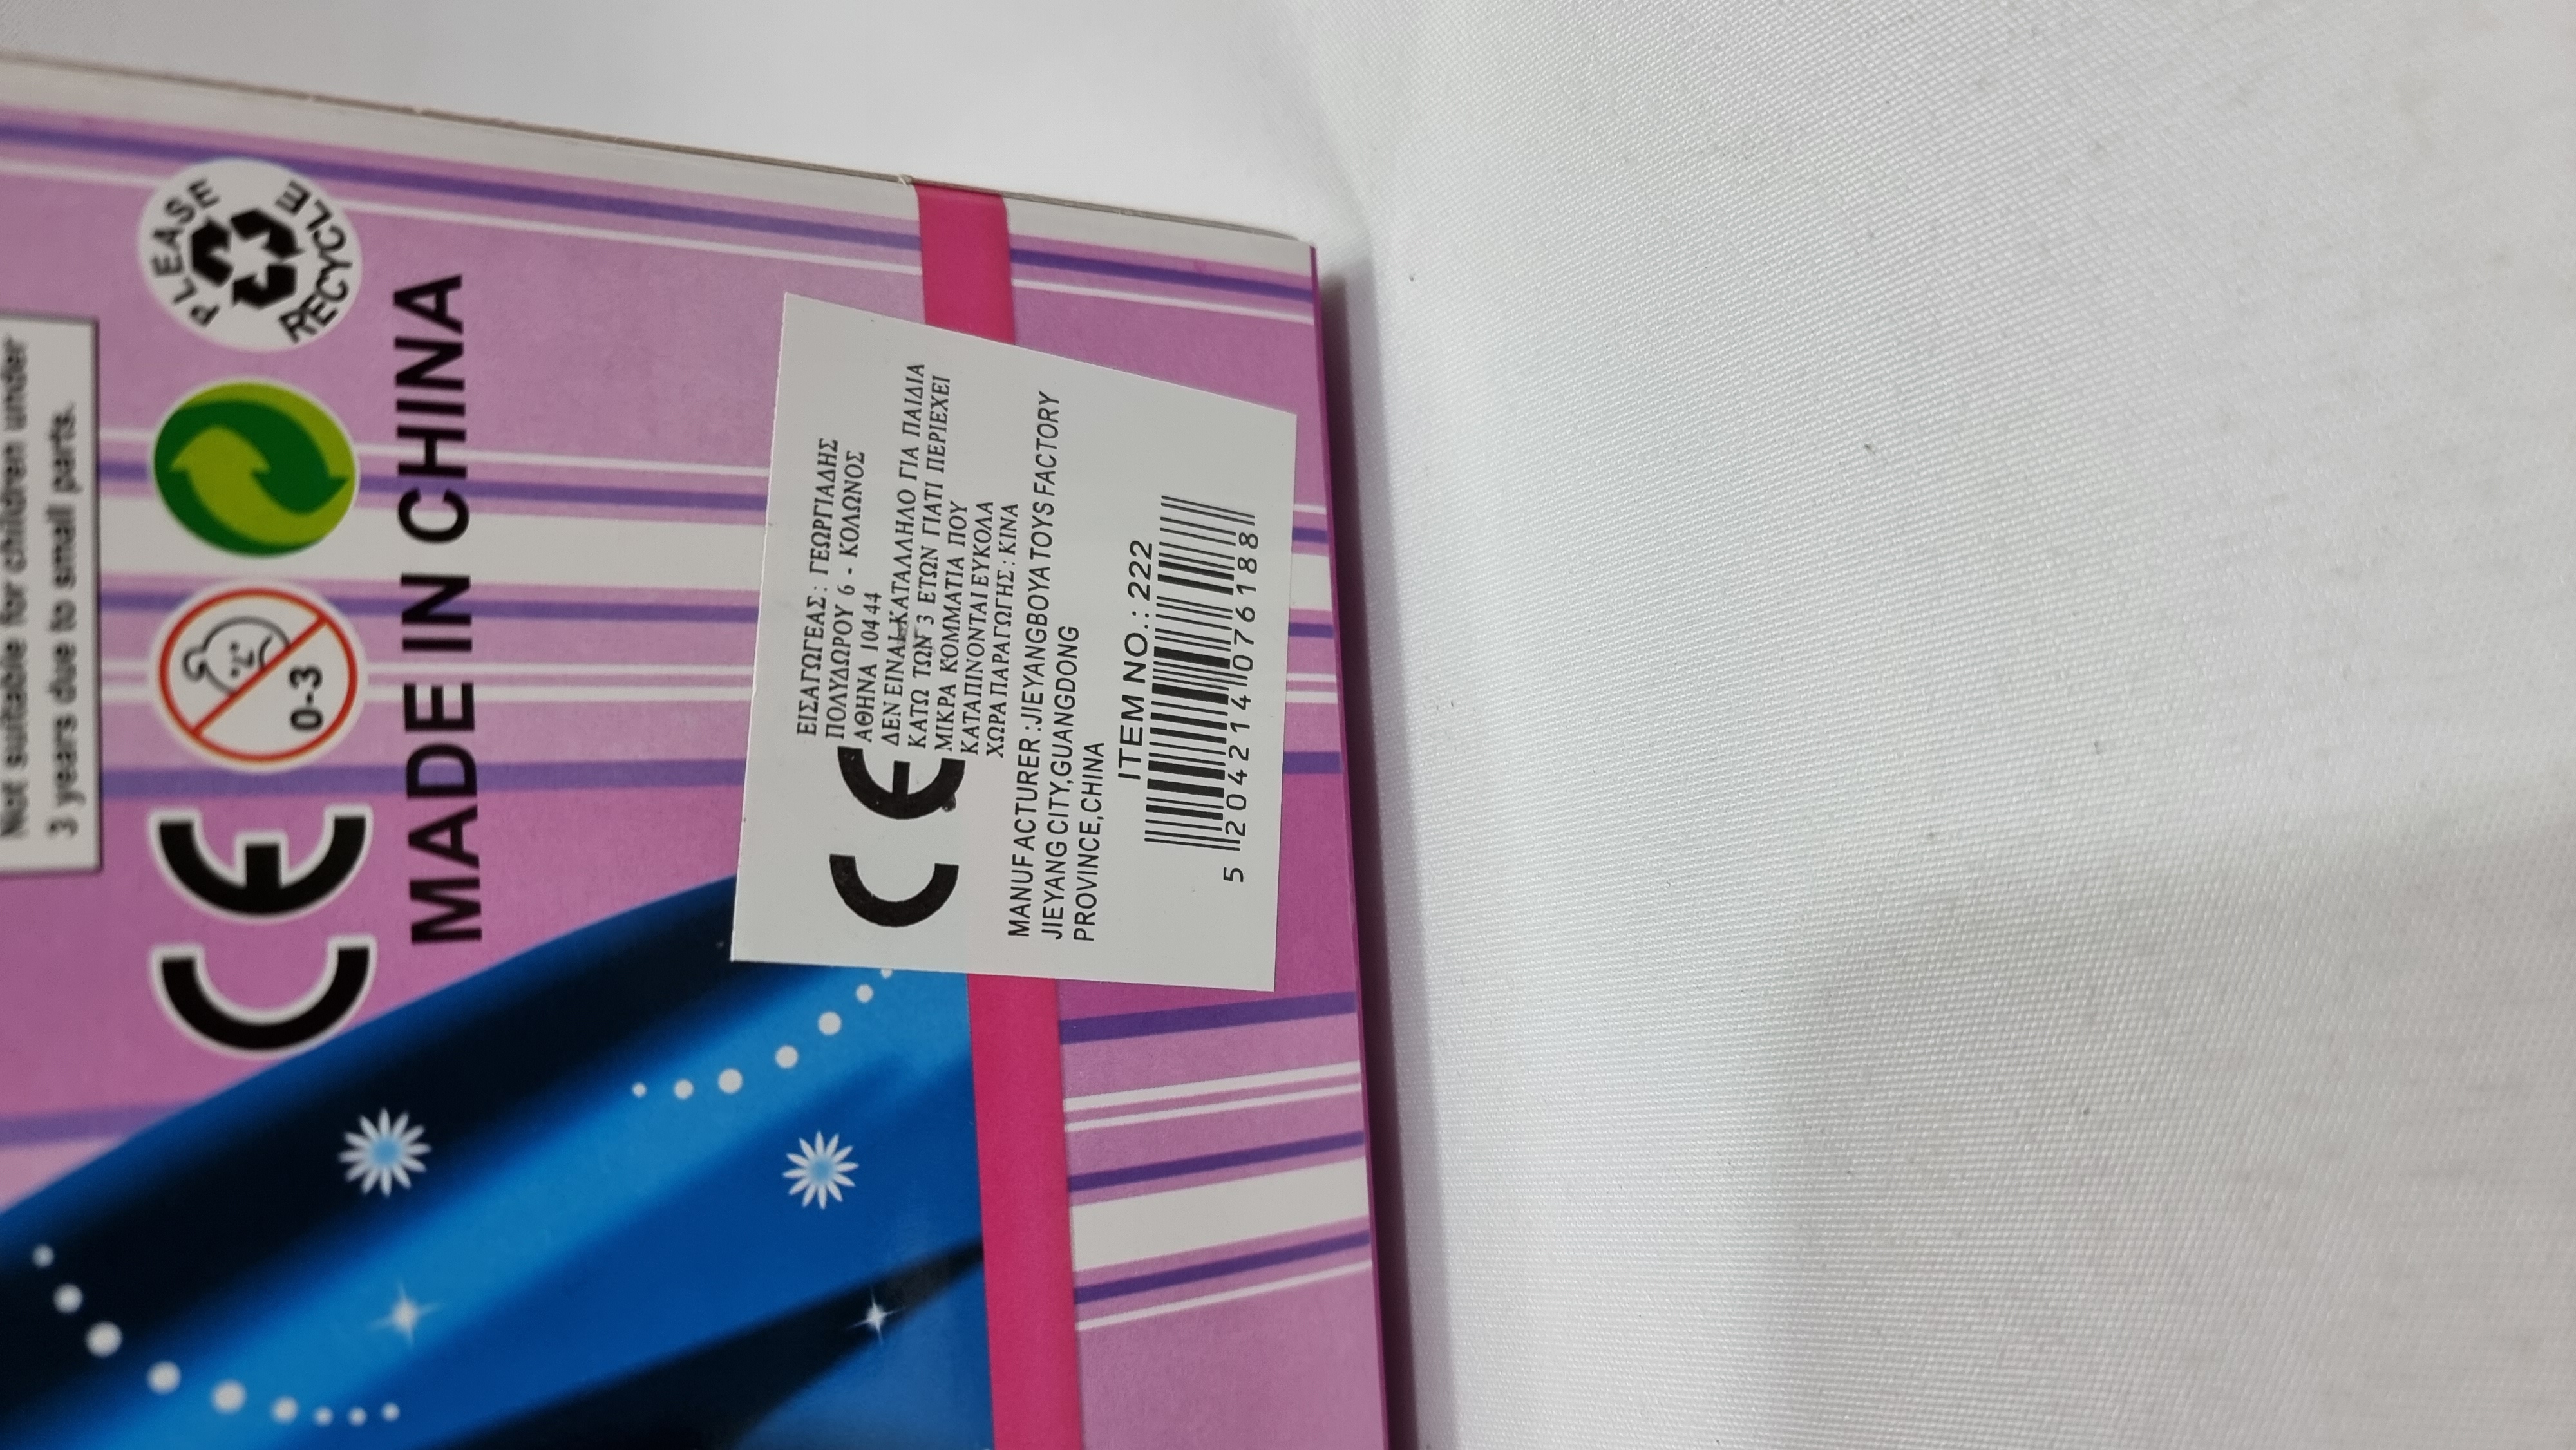 Not suitable for children under
3 years due to small parts.
CE
0-3
PLEASE
RECYCLE
MADE IN CHINA
CE
ΕΙΣΑΓΩΓΕΑΣ: ΓΕΩΡΓΙΑΔΗΣ
ΠΟΛΥΔΩΡΟΥ 6 - ΚΟΛΩΝΟΣ
ΑΘΗΝΑ 104 44
ΔΕΝ ΕΙΝΑΙ ΚΑΤΑΛΛΗΛΟ ΓΙΑ ΠΑΙΔΙΑ
ΚΑΤΩ ΤΩΝ 3 ΕΤΩΝ ΓΙΑΤΙ ΠΕΡΙΕΧΕΙ
ΜΙΚΡΑ ΚΟΜΜΑΤΙΑ ΠΟΥ
ΚΑΤΑΠΙΝΟΝΤΑΙ ΕΥΚΟΛΑ
ΧΩΡΑ ΠΑΡΑΓΩΓΗΣ: ΚΙΝΑ
MANUFACTURER :JIEYANGBOYA TOYS FACTORY
JIEYANG CITY,GUANGDONG
PROVINCE,CHINA
ITEM NO.: 222
5 204214 076188